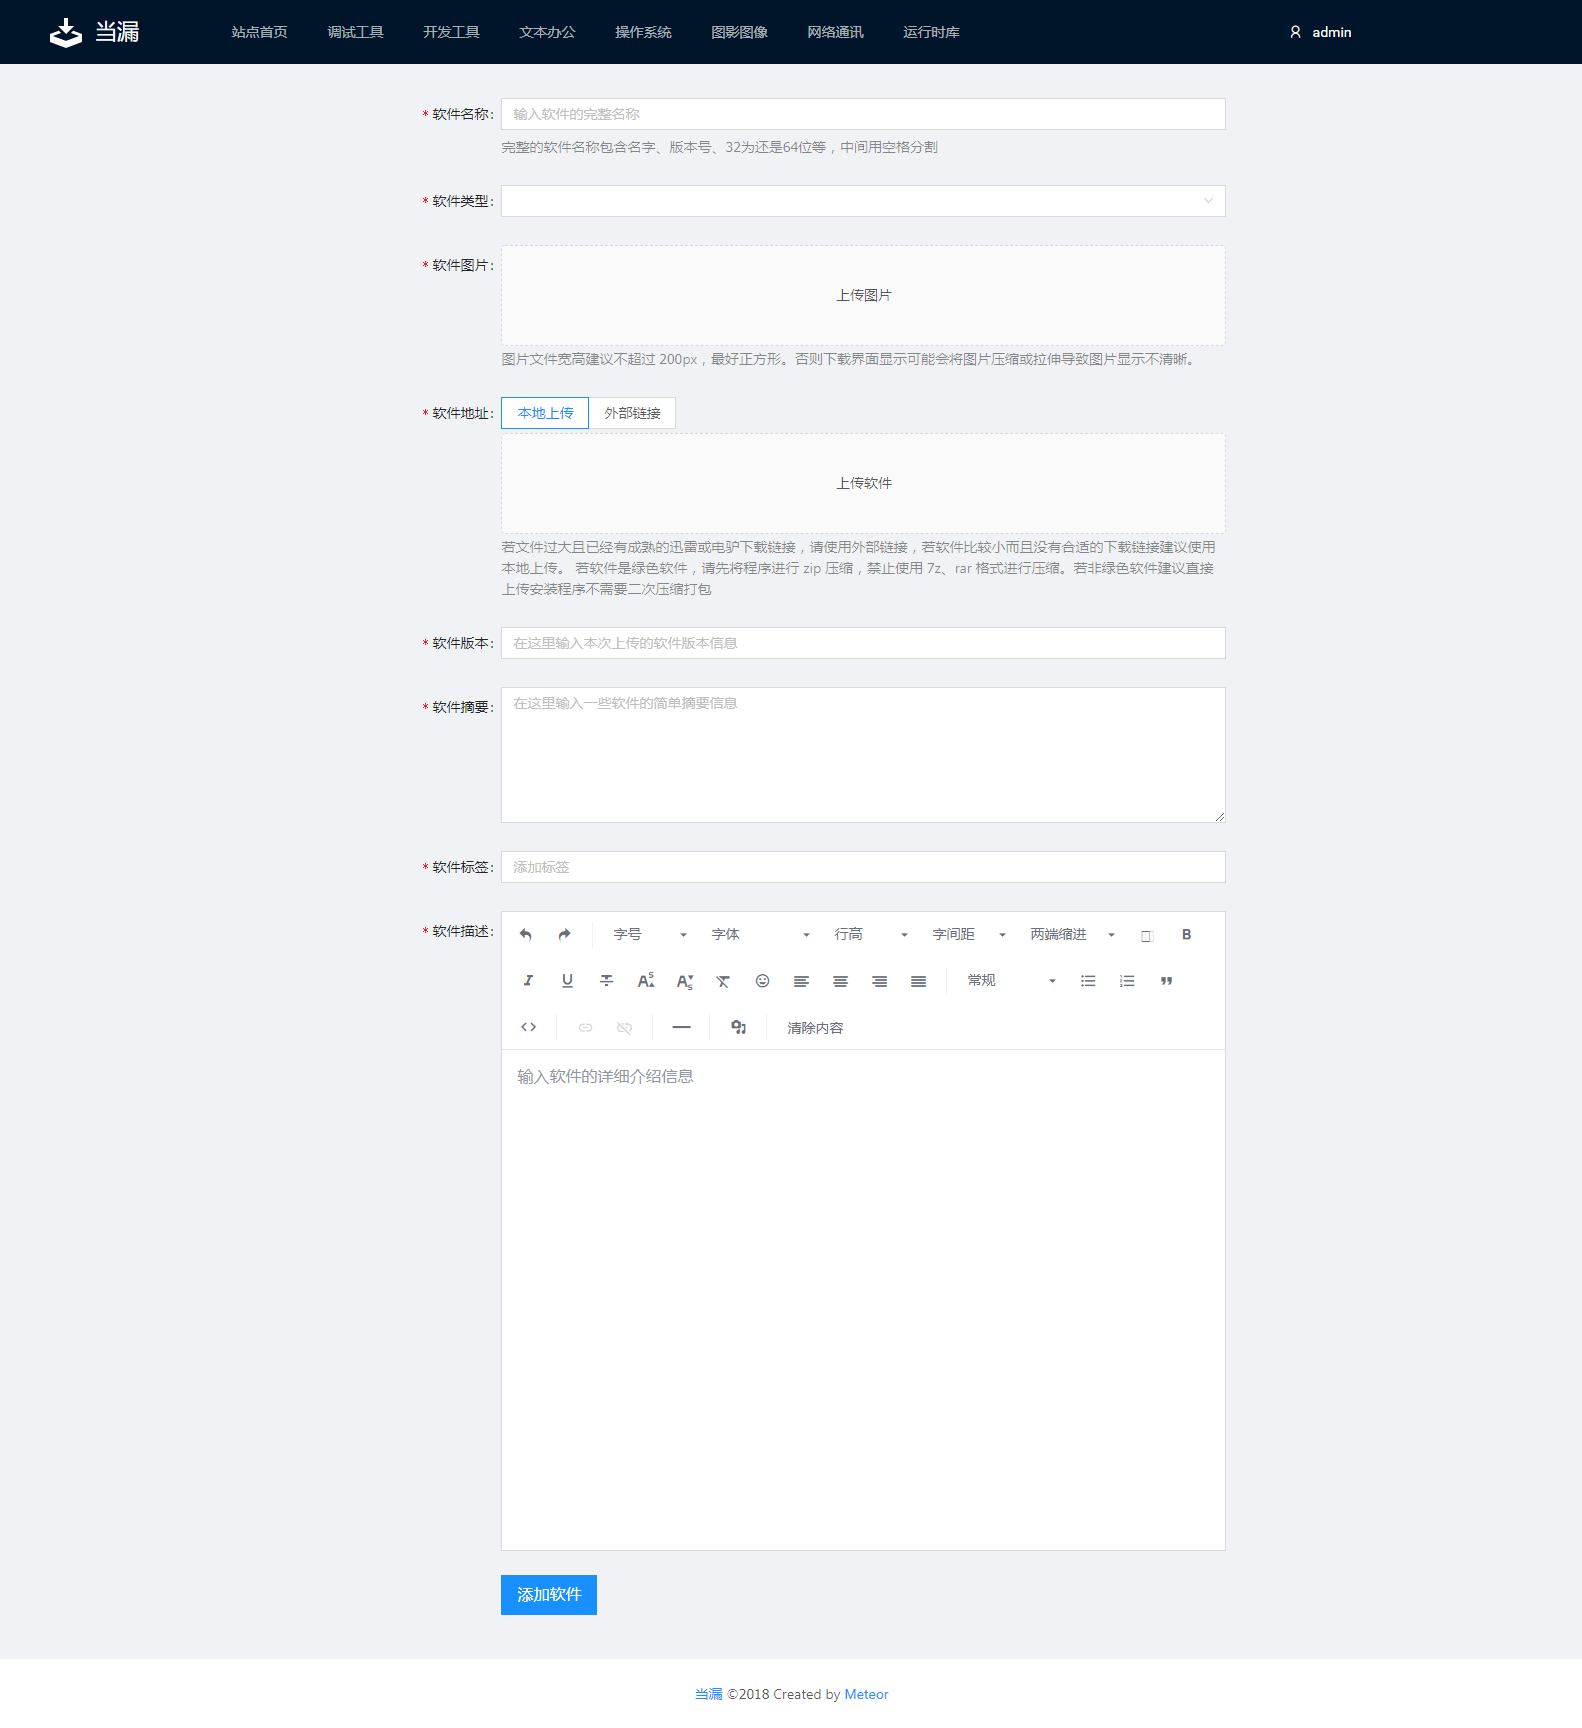 当漏
站点首页 调试工具 开发工具 文本办公 操作系统 图影图像 网络通讯 运行时库 admin
* 软件名称: 输入软件的完整名称
完整的软件名称包含名字、版本号、32为还是64位等，中间用空格分割
* 软件类型:
* 软件图片: 上传图片
图片文件宽高建议不超过 200px，最好正方形。否则下载界面显示可能会将图片压缩或拉伸导致图片显示不清晰。
* 软件地址: 本地上传 外部链接
上传软件
若文件过大且已经有成熟的迅雷或电驴下载链接，请使用外部链接，若软件比较小而且没有合适的下载链接建议使用
本地上传。 若软件是绿色软件，请先将程序进行 zip 压缩，禁止使用 7z、rar 格式进行压缩。若非绿色软件建议直接
上传安装程序不需要二次压缩打包
* 软件版本: 在这里输入本次上传的软件版本信息
* 软件摘要: 在这里输入一些软件的简单摘要信息
* 软件标签: 添加标签
* 软件描述: 字号 字体 行高 字间距 两端缩进 B
常规
清除内容
输入软件的详细介绍信息
添加软件
当漏 ©2018 Created by Meteor